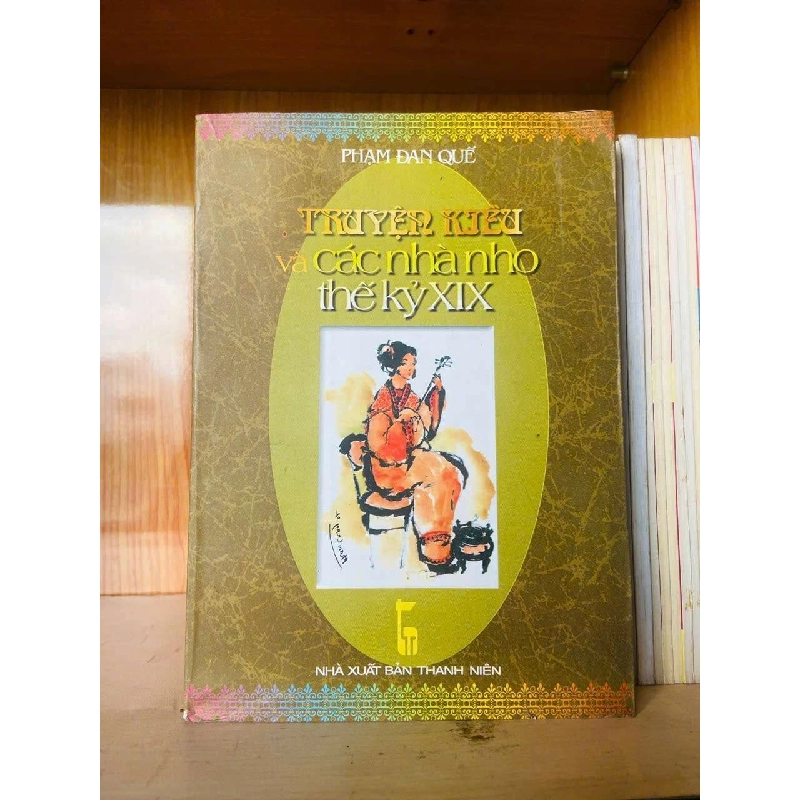 PHẠM ĐAN QUẾ
TRUYỆN KIỀU
và các nhà nho
thế kỷ XIX
NHÀ XUẤT BẢN THANH NIÊN